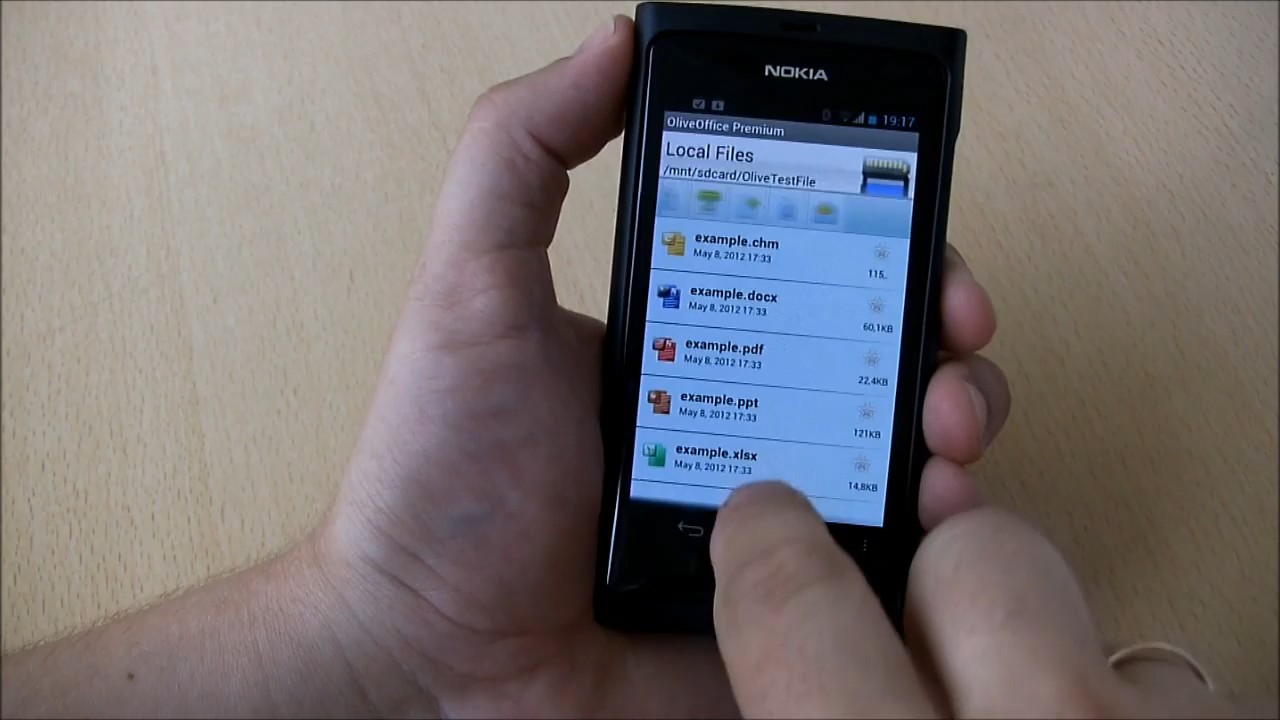 NOKIA
19:17
OliveOffice Premium
Local Files
/mnt/sdcard/OliveTestFile
example.chm
May 8, 2012 17:33
115..
example.docx
May 8, 2012 17:33
60,1KB
example.pdf
May 8, 2012 17:33
22,4KB
example.ppt
May 8, 2012 17:33
121KB
example.xlsx
May 8, 2012 17:33
14,8KB